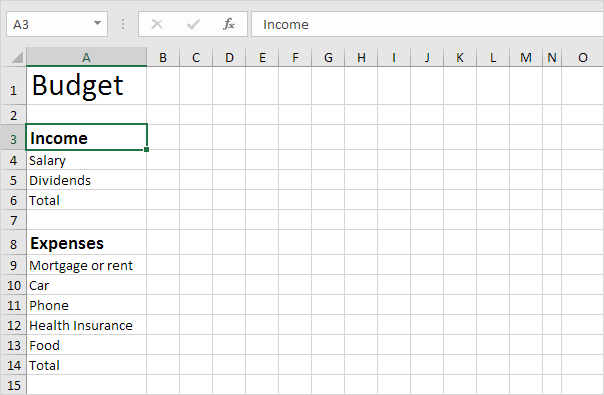 A3 fx Income
A B C D E F G H I J K L M N O
1 Budget
2
3 Income
4 Salary
5 Dividends
6 Total
7
8 Expenses
9 Mortgage or rent
10 Car
11 Phone
12 Health Insurance
13 Food
14 Total
15